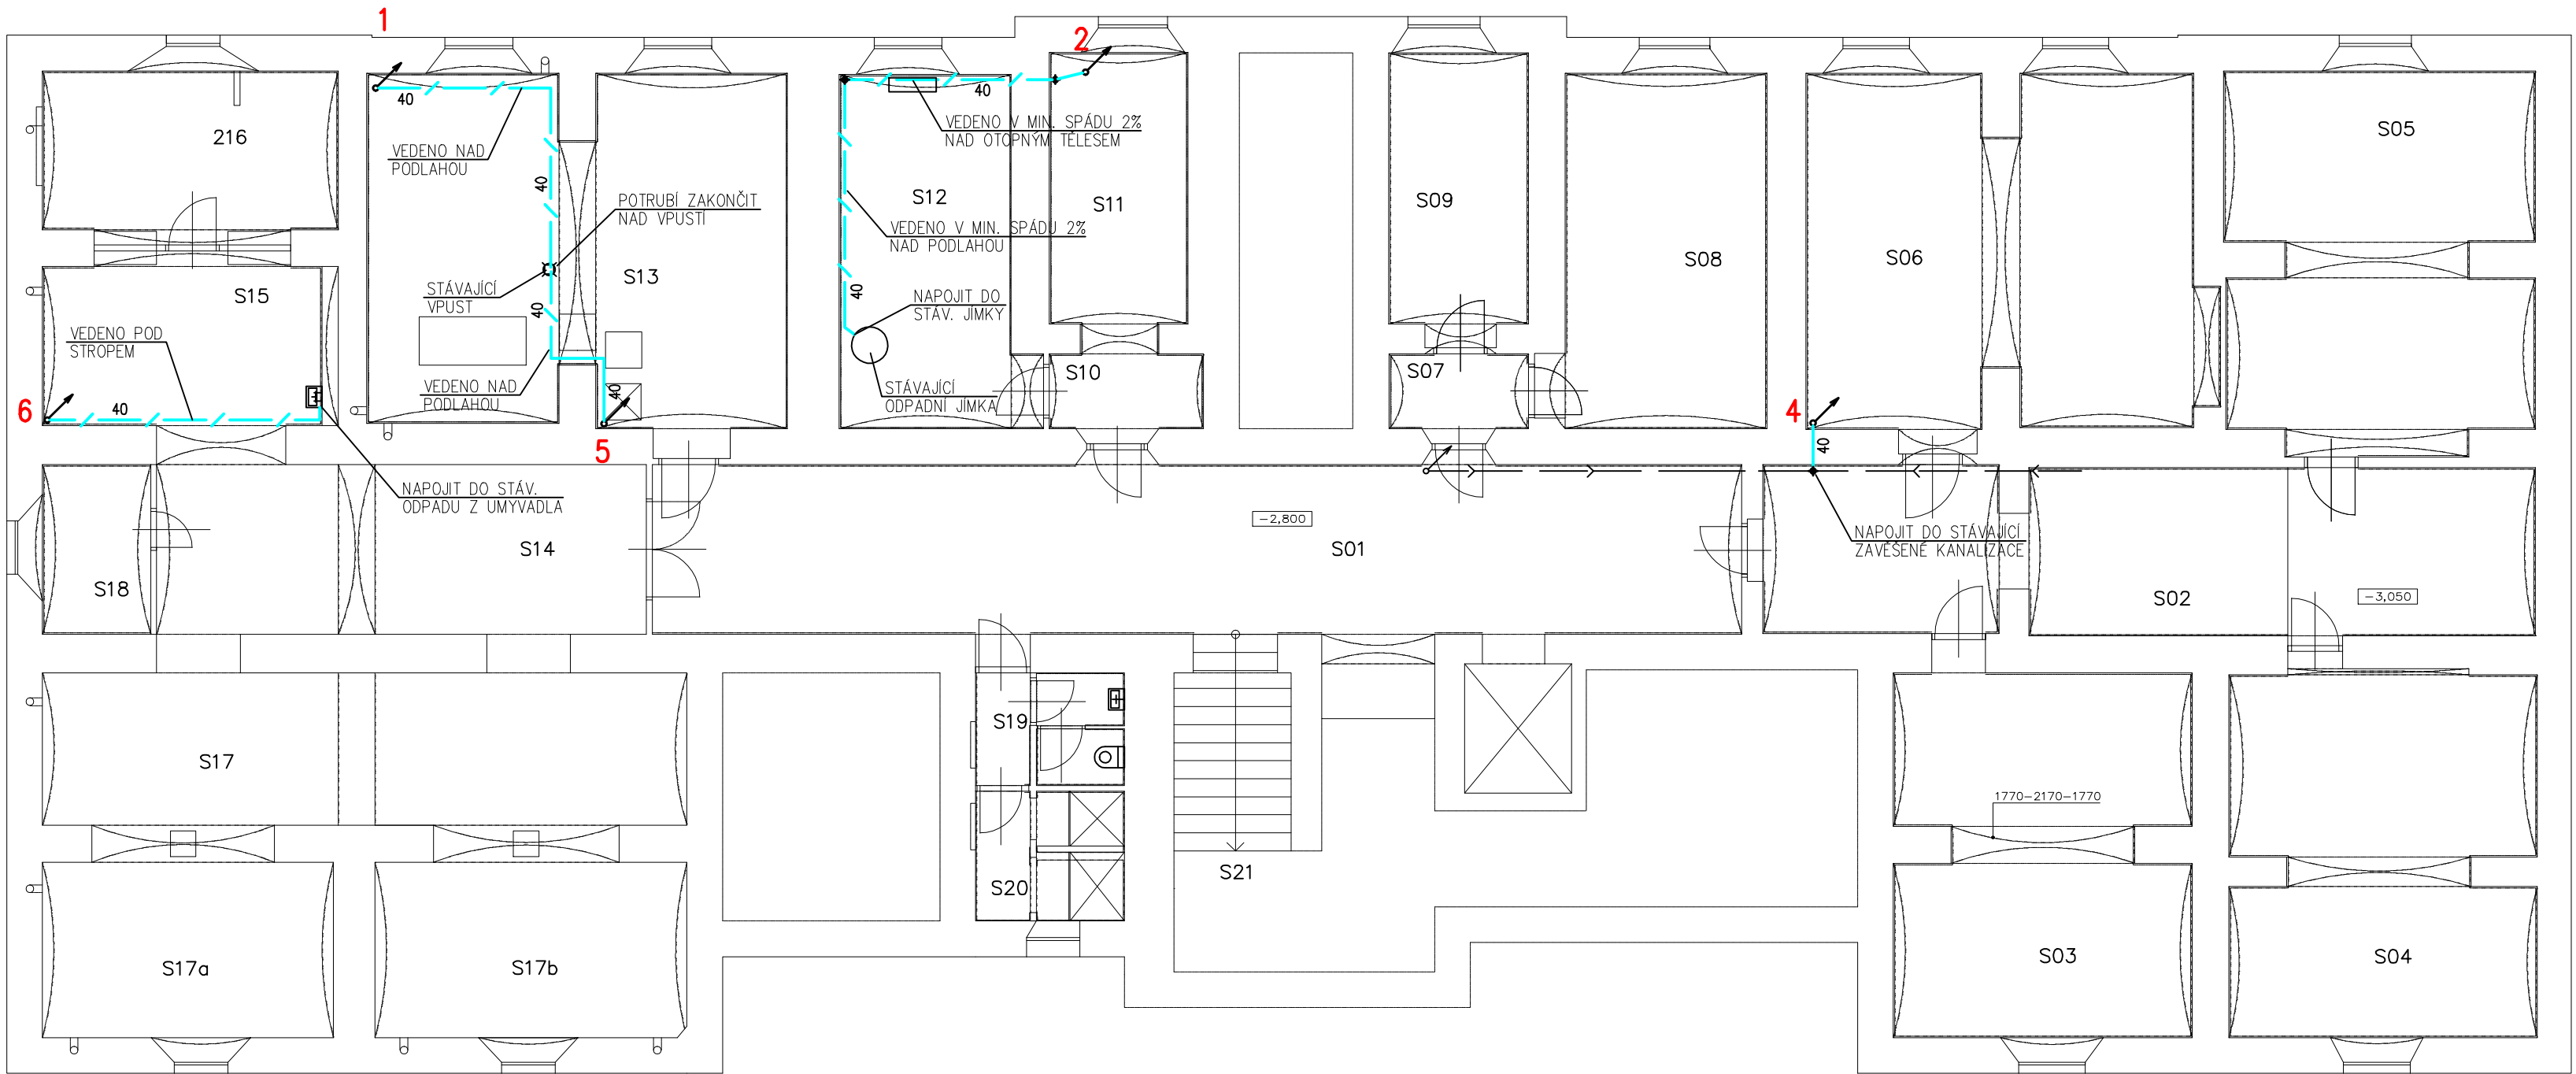 1
2
40
40
216
VEDENO V MIN. SPÁDU 2%
NAD OTOPNÝM TĚLESEM
S05
VEDENO NAD
PODLAHOU
40
POTRUBÍ ZAKONČIT
NAD VPUSTÍ
S12
S11
S09
VEDENO V MIN. SPÁDU 2%
NAD PODLAHOU
S13
S08
S06
S15
STÁVAJÍCÍ
VPUST
40
40
NAPOJIT DO
STÁV. JÍMKY
VEDENO POD
STROPEM
S10
S07
VEDENO NAD
PODLAHOU
40
STÁVAJÍCÍ
ODPADNÍ JÍMKA
6
40
4
40
5
NAPOJIT DO STÁV.
ODPADU Z UMYVADLA
-2,800
NAPOJIT DO STÁVAJÍCÍ
ZAVĚŠENÉ KANALIZACE
S14
S01
S18
S02
-3,050
S19
S17
1770-2170-1770
S21
S20
S17a
S17b
S03
S04